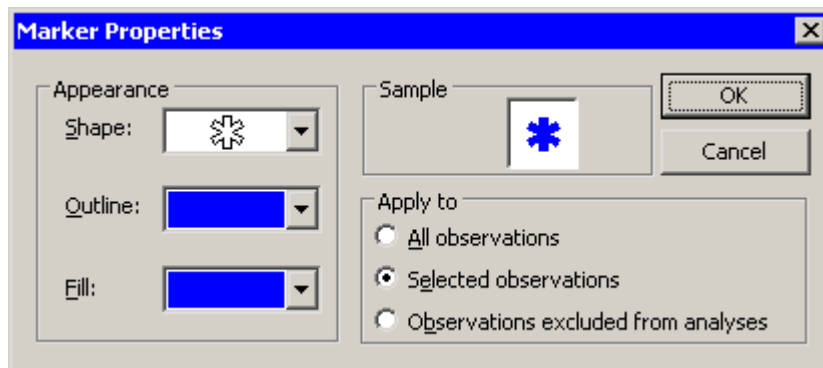 Marker Properties
Appearance
Shape:
Outline:
Fill:
Sample
OK
Cancel
Apply to
All observations
Selected observations
Observations excluded from analyses